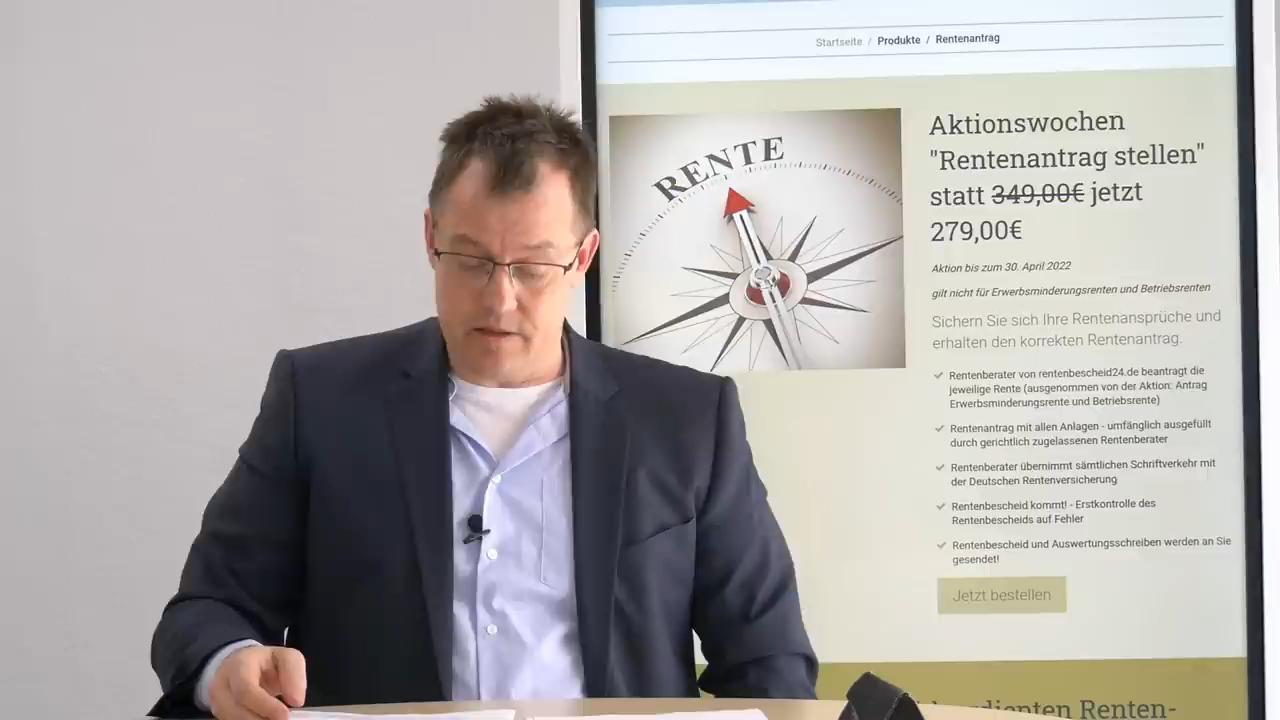 Startseite / Produkte / Rentenantrag
RENTE
Aktionswochen
"Rentenantrag stellen"
statt 349,00€ jetzt
279,00€
Aktion bis zum 30. April 2022
gilt nicht für Erwerbsminderungsrenten und Betriebsrenten
Sichern Sie sich Ihre Rentenansprüche und
erhalten den korrekten Rentenantrag.
Rentenberater von rentenbescheid24.de beantragt die
jeweilige Rente (ausgenommen von der Aktion: Antrag
Erwerbsminderungsrente und Betriebsrente)
Rentenantrag mit allen Anlagen - umfänglich ausgefüllt
durch gerichtlich zugelassenen Rentenberater
Rentenberater übernimmt sämtlichen Schriftverkehr mit
der Deutschen Rentenversicherung
Rentenbescheid kommt! - Erstkontrolle des
Rentenbescheids auf Fehler
Rentenbescheid und Auswertungsschreiben werden an Sie
gesendet!
Jetzt bestellen
Renten-